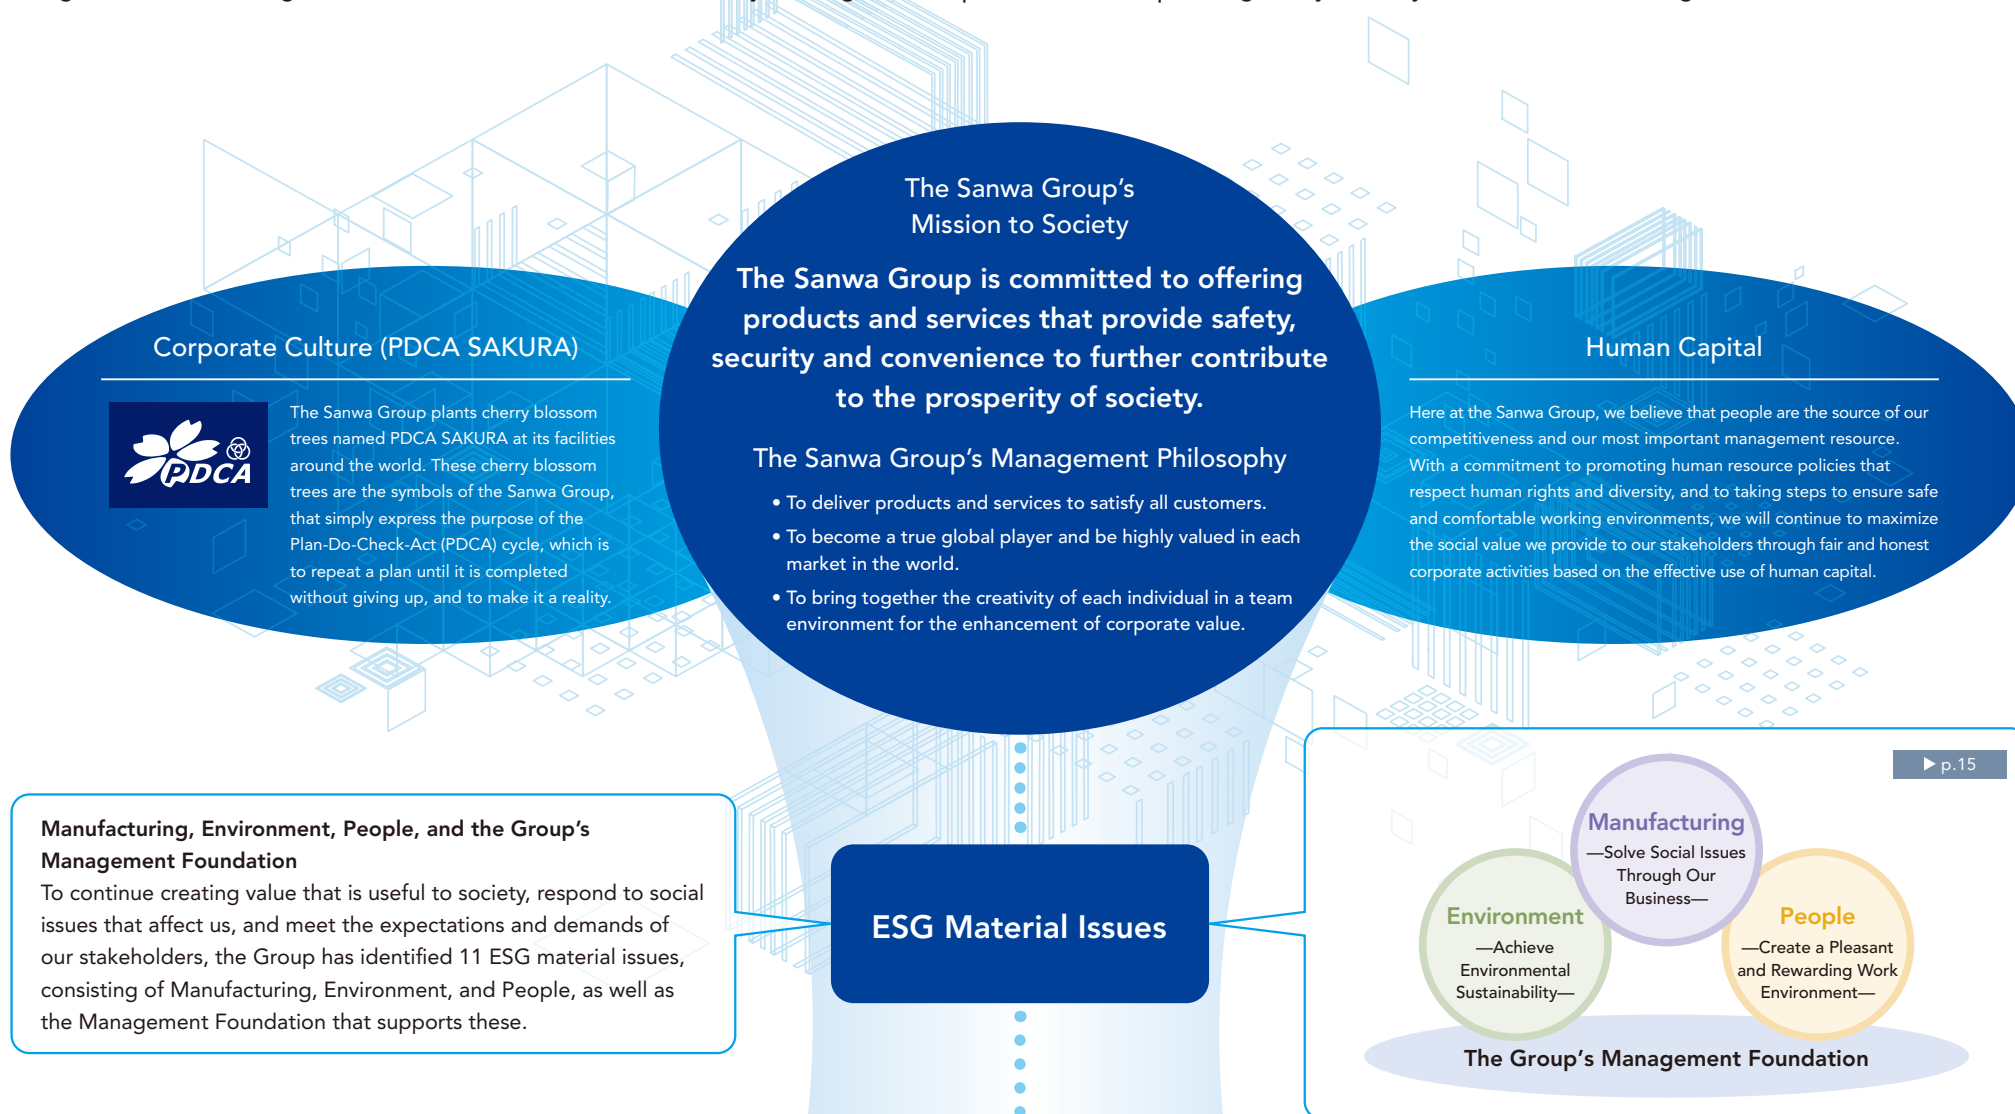 The Sanwa Group's
Mission to Society
The Sanwa Group is committed to offering
products and services that provide safety,
security and convenience to further contribute
to the prosperity of society.
The Sanwa Group's Management Philosophy
• To deliver products and services to satisfy all customers.
• To become a true global player and be highly valued in each
market in the world.
• To bring together the creativity of each individual in a team
environment for the enhancement of corporate value.
Corporate Culture (PDCA SAKURA)
PDCA
The Sanwa Group plants cherry blossom
trees named PDCA SAKURA at its facilities
around the world. These cherry blossom
trees are the symbols of the Sanwa Group,
that simply express the purpose of the
Plan-Do-Check-Act (PDCA) cycle, which is
to repeat a plan until it is completed
without giving up, and to make it a reality.
Human Capital
Here at the Sanwa Group, we believe that people are the source of our
competitiveness and our most important management resource.
With a commitment to promoting human resource policies that
respect human rights and diversity, and to taking steps to ensure safe
and comfortable working environments, we will continue to maximize
the social value we provide to our stakeholders through fair and honest
corporate activities based on the effective use of human capital.
Manufacturing, Environment, People, and the Group's
Management Foundation
To continue creating value that is useful to society, respond to social
issues that affect us, and meet the expectations and demands of
our stakeholders, the Group has identified 11 ESG material issues,
consisting of Manufacturing, Environment, and People, as well as
the Management Foundation that supports these.
ESG Material Issues
▶ p.15
Manufacturing
—Solve Social Issues
Through Our
Business—
Environment
—Achieve
Environmental
Sustainability—
People
—Create a Pleasant
and Rewarding Work
Environment—
The Group's Management Foundation